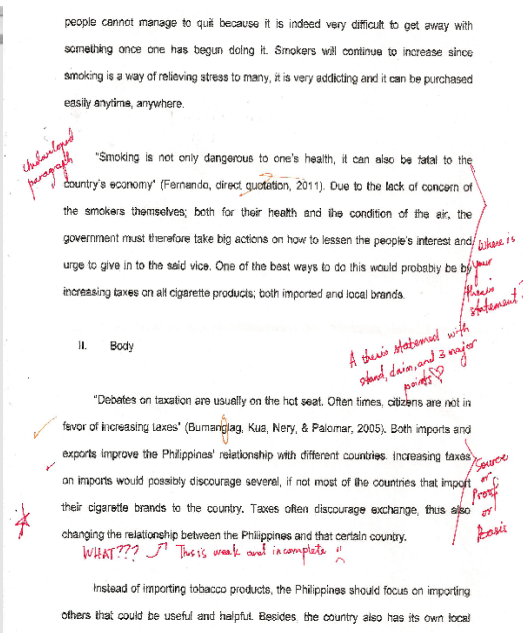 people cannot manage to quit because it is indeed very difficult to get away with
something once one has begun doing it. Smokers will continue to increase since
smoking is a way of relieving stress to many, it is very addicting and it can be purchased
easily anytime, anywhere.
Undeveloped
paragraph
"Smoking is not only dangerous to one's health, it can also be fatal to the
country's economy" (Fernando, direct quotation, 2011). Due to the lack of concern of
the smokers themselves; both for their health and the condition of the air, the
government must therefore take big actions on how to lessen the people's interest and
urge to give in to the said vice. One of the best ways to do this would probably be by
increasing taxes on all cigarette products; both imported and local brands.
Where is
your
thesis
statement?
II. Body
A thesis statement with
stand, claim, and 3 major
points
"Debates on taxation are usually on the hot seat. Often times, citizens are not in
favor of increasing taxes" (Bumanglag, Kua, Nery, & Palomar, 2005). Both imports and
exports improve the Philippines' relationship with different countries. Increasing taxes
on imports would possibly discourage several, if not most of the countries that import
their cigarette brands to the country. Taxes often discourage exchange, thus also
changing the relationship between the Philippines and that certain country.
Source
or
Proof
or
Basis
WHAT??? This is weak and incomplete
Instead of importing tobacco products, the Philippines should focus on importing
others that could be useful and helpful. Besides, the country also has its own local